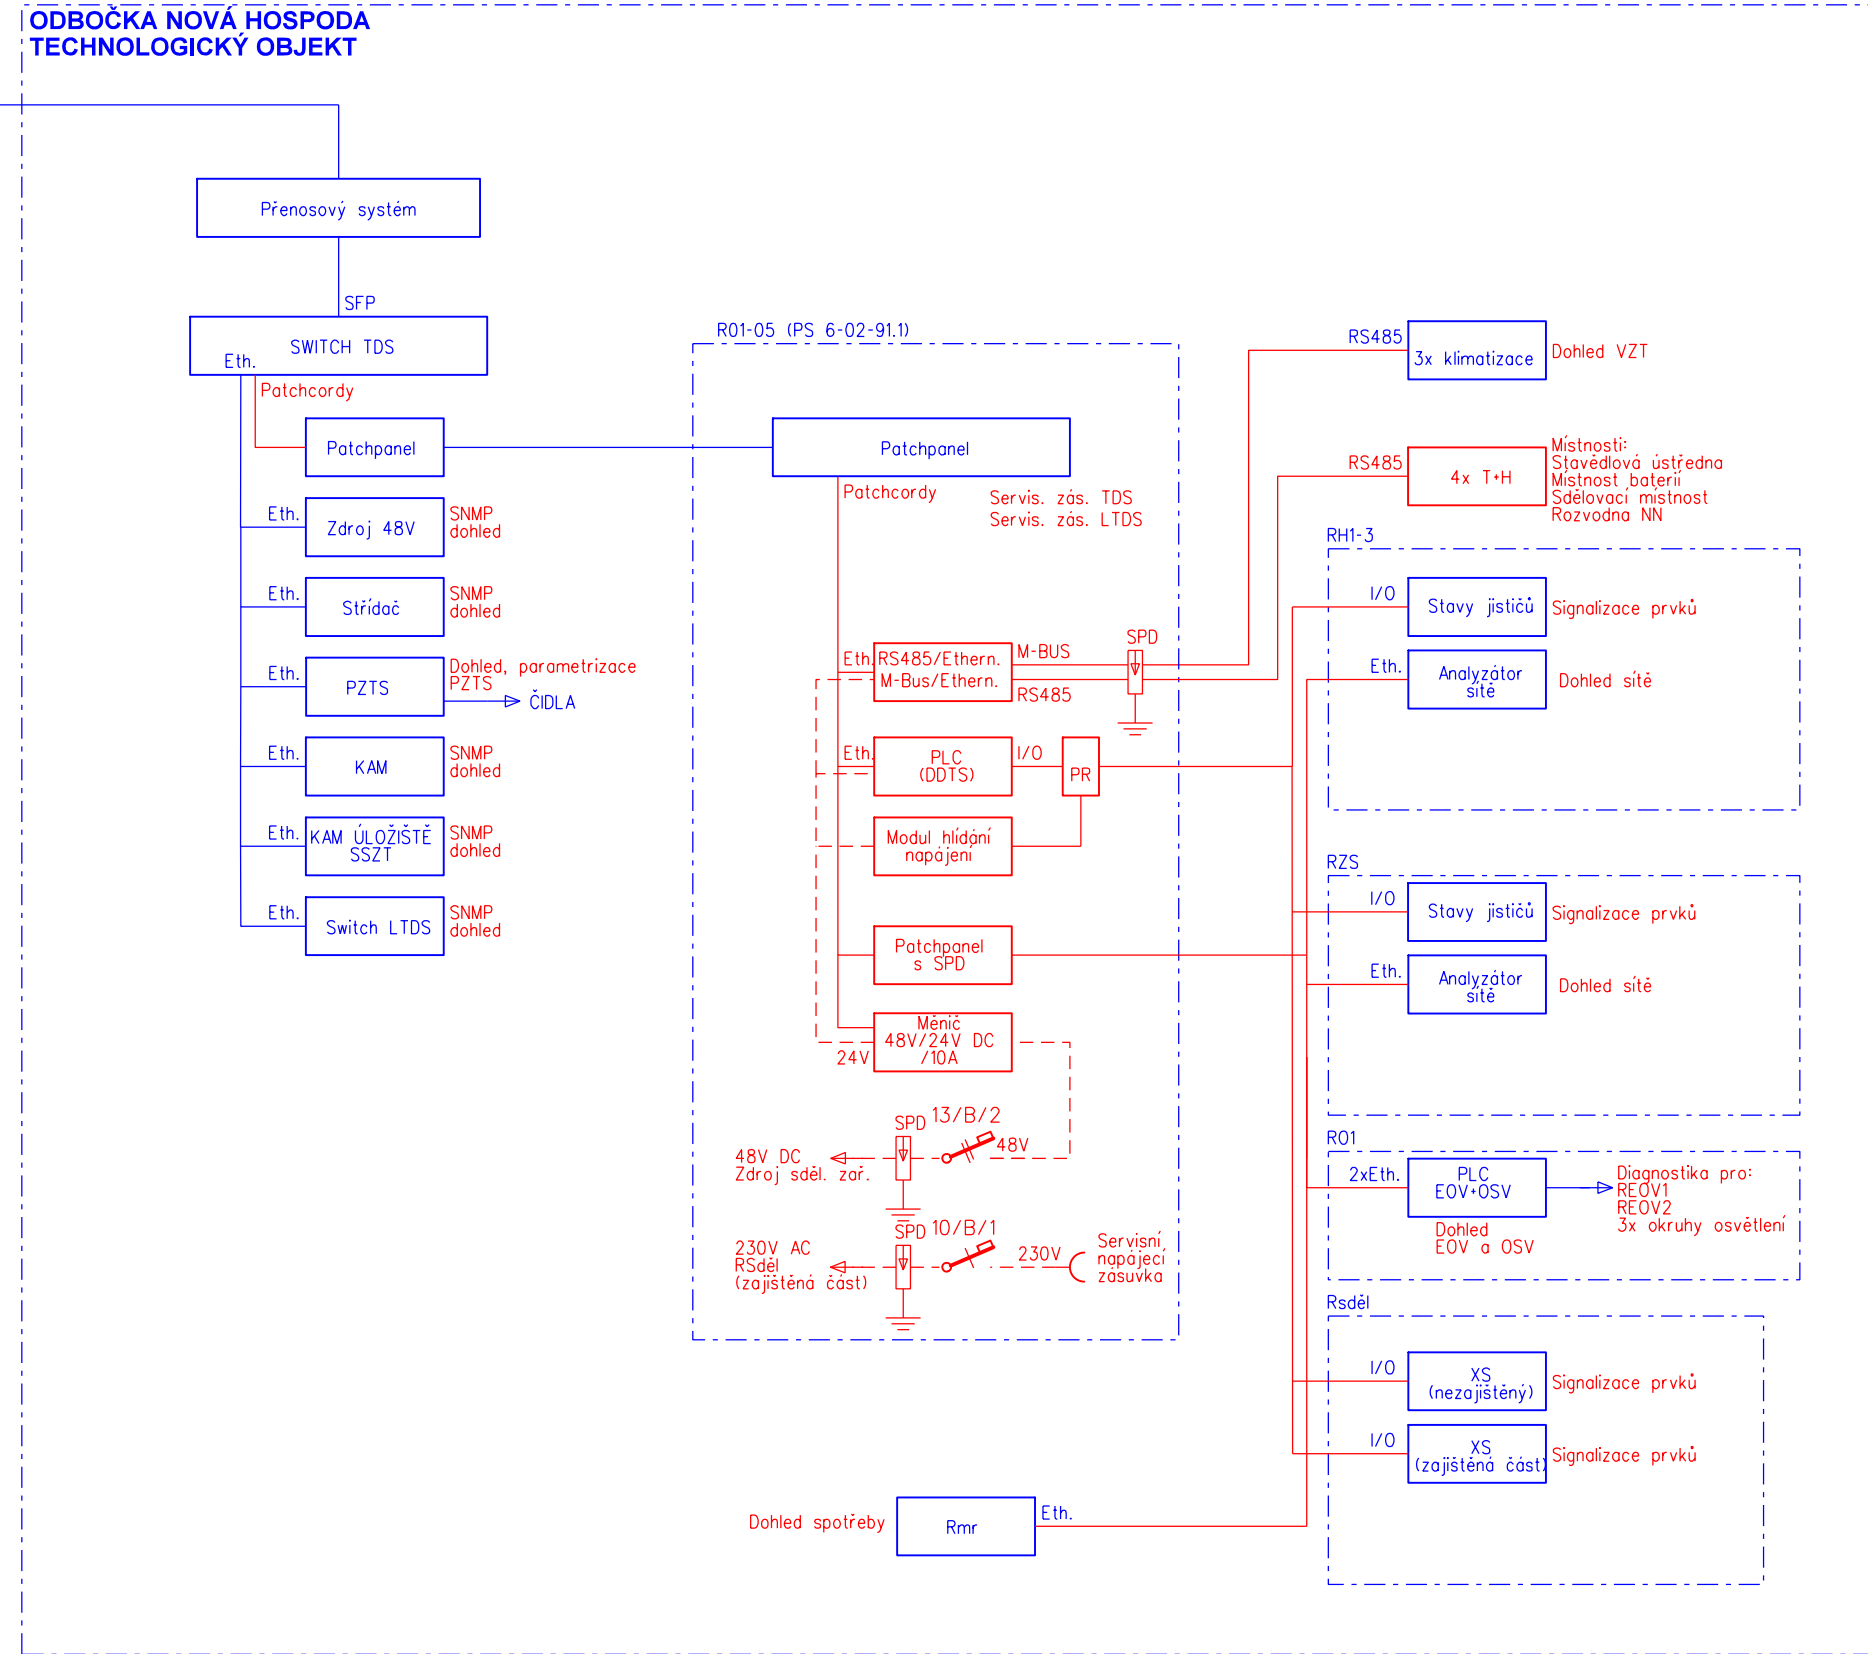 ODBOČKA NOVÁ HOSPODA
TECHNOLOGICKÝ OBJEKT
Přenosový systém
SFP
SWITCH TDS
Eth.
Patchcordy
Patchpanel
Eth.
Zdroj 48V
SNMP
dohled
Eth.
Střídač
SNMP
dohled
Eth.
PZTS
Dohled, parametrizace
PZTS
ČIDLA
Eth.
KAM
SNMP
dohled
Eth.
KAM ÚLOŽIŠTĚ
SSZT
SNMP
dohled
Eth.
Switch LTDS
SNMP
dohled
R01-05 (PS 6-02-91.1)
Patchpanel
Patchcordy
Servis. zás. TDS
Servis. zás. LTDS
Eth.
RS485/Ethern.
M-Bus/Ethern.
M-BUS
RS485
SPD
Eth.
PLC
(DDTS)
I/O
PR
Modul hlídání
napájení
Patchpanel
s SPD
Měnič
48V/24V DC
/10A
24V
SPD
13/B/2
48V
48V DC
Zdroj sděl. zař.
SPD
10/B/1
230V
230V AC
RSděl
(zajištěná část)
Servisní
napájecí
zásuvka
Dohled spotřeby
Rmr
Eth.
RS485
3x klimatizace
Dohled VZT
RS485
4x T+H
Místnosti:
Stavědlová ústředna
Místnost baterií
Sdělovací místnost
Rozvodna NN
RH1-3
I/O
Stavy jističů
Signalizace prvků
Eth.
Analyzátor
sítě
Dohled sítě
RZS
I/O
Stavy jističů
Signalizace prvků
Eth.
Analyzátor
sítě
Dohled sítě
RO1
2xEth.
PLC
EOV+OSV
Dohled
EOV a OSV
Diagnostika pro:
REOV1
REOV2
3x okruhy osvětlení
Rsděl
I/O
XS
(nezajištěný)
Signalizace prvků
I/O
XS
(zajištěná část)
Signalizace prvků